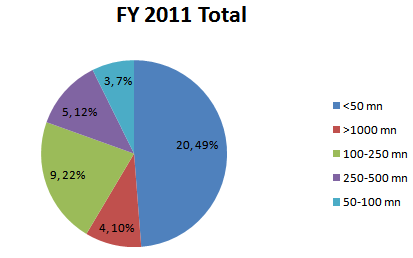 FY 2011 Total
3, 7%
5, 12%
20, 49%
9, 22%
4, 10%
<50 mn
>1000 mn
100-250 mn
250-500 mn
50-100 mn